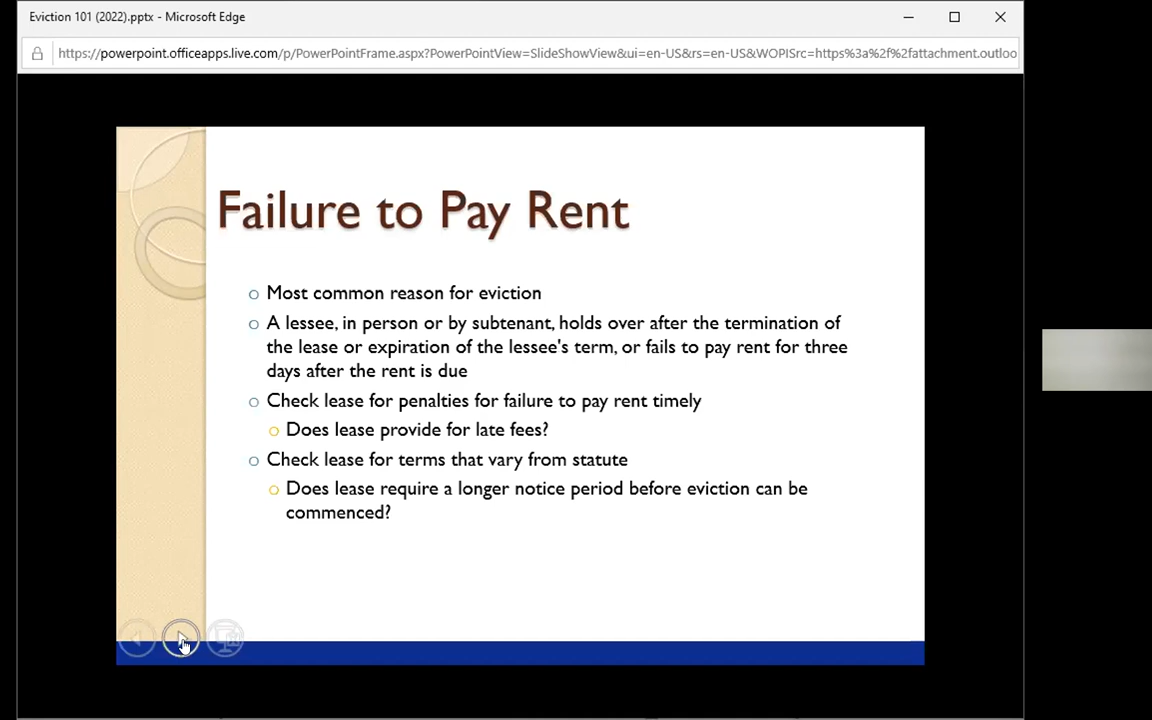 Eviction 101 (2022).pptx - Microsoft Edge
https://powerpoint.officeapps.live.com/p/PowerPointFrame.aspx?PowerPointView=SlideShowView&ui=en-US&rs=en-US&WOPISrc=https%3a%2f%2fattachment.outloo
Failure to Pay Rent
Most common reason for eviction
A lessee, in person or by subtenant, holds over after the termination of
the lease or expiration of the lessee's term, or fails to pay rent for three
days after the rent is due
Check lease for penalties for failure to pay rent timely
Does lease provide for late fees?
Check lease for terms that vary from statute
Does lease require a longer notice period before eviction can be
commenced?